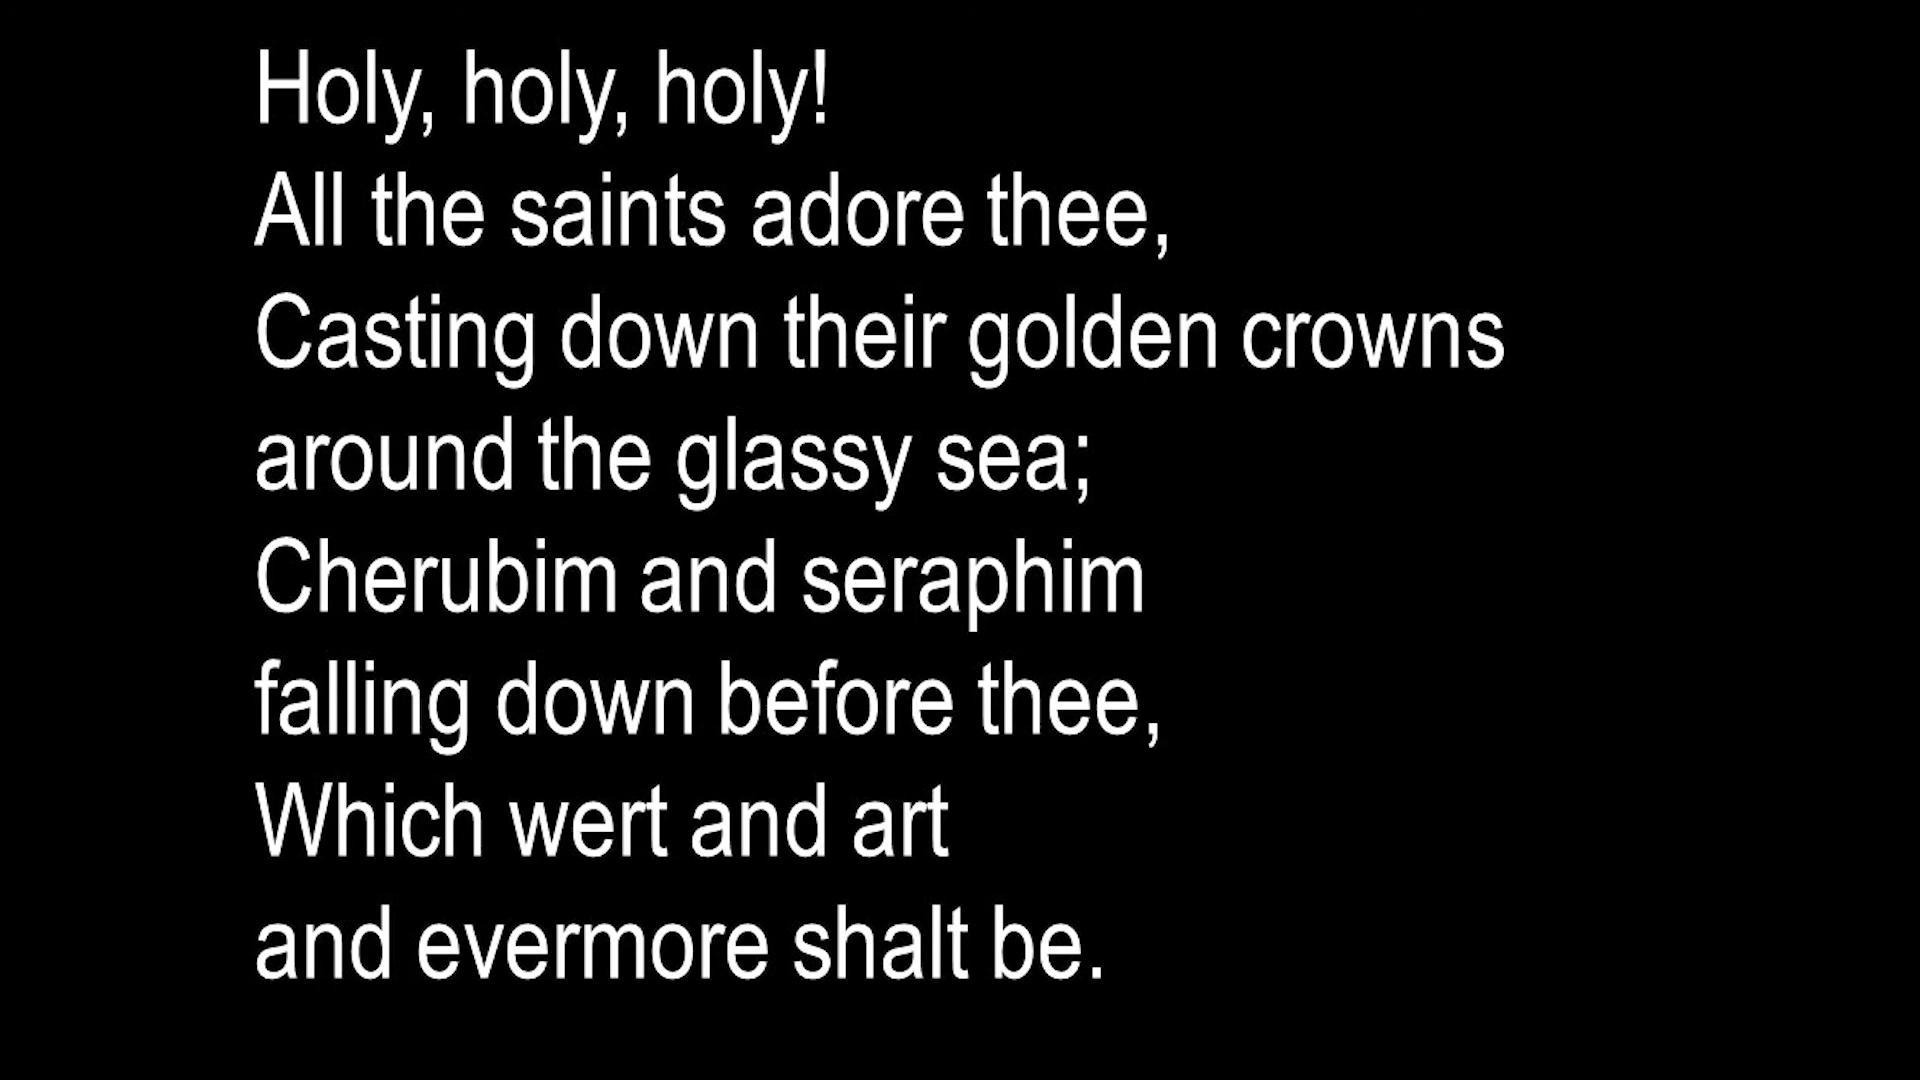 Holy, holy, holy!
All the saints adore thee,
Casting down their golden crowns
around the glassy sea;
Cherubim and seraphim
falling down before thee,
Which wert and art
and evermore shalt be.